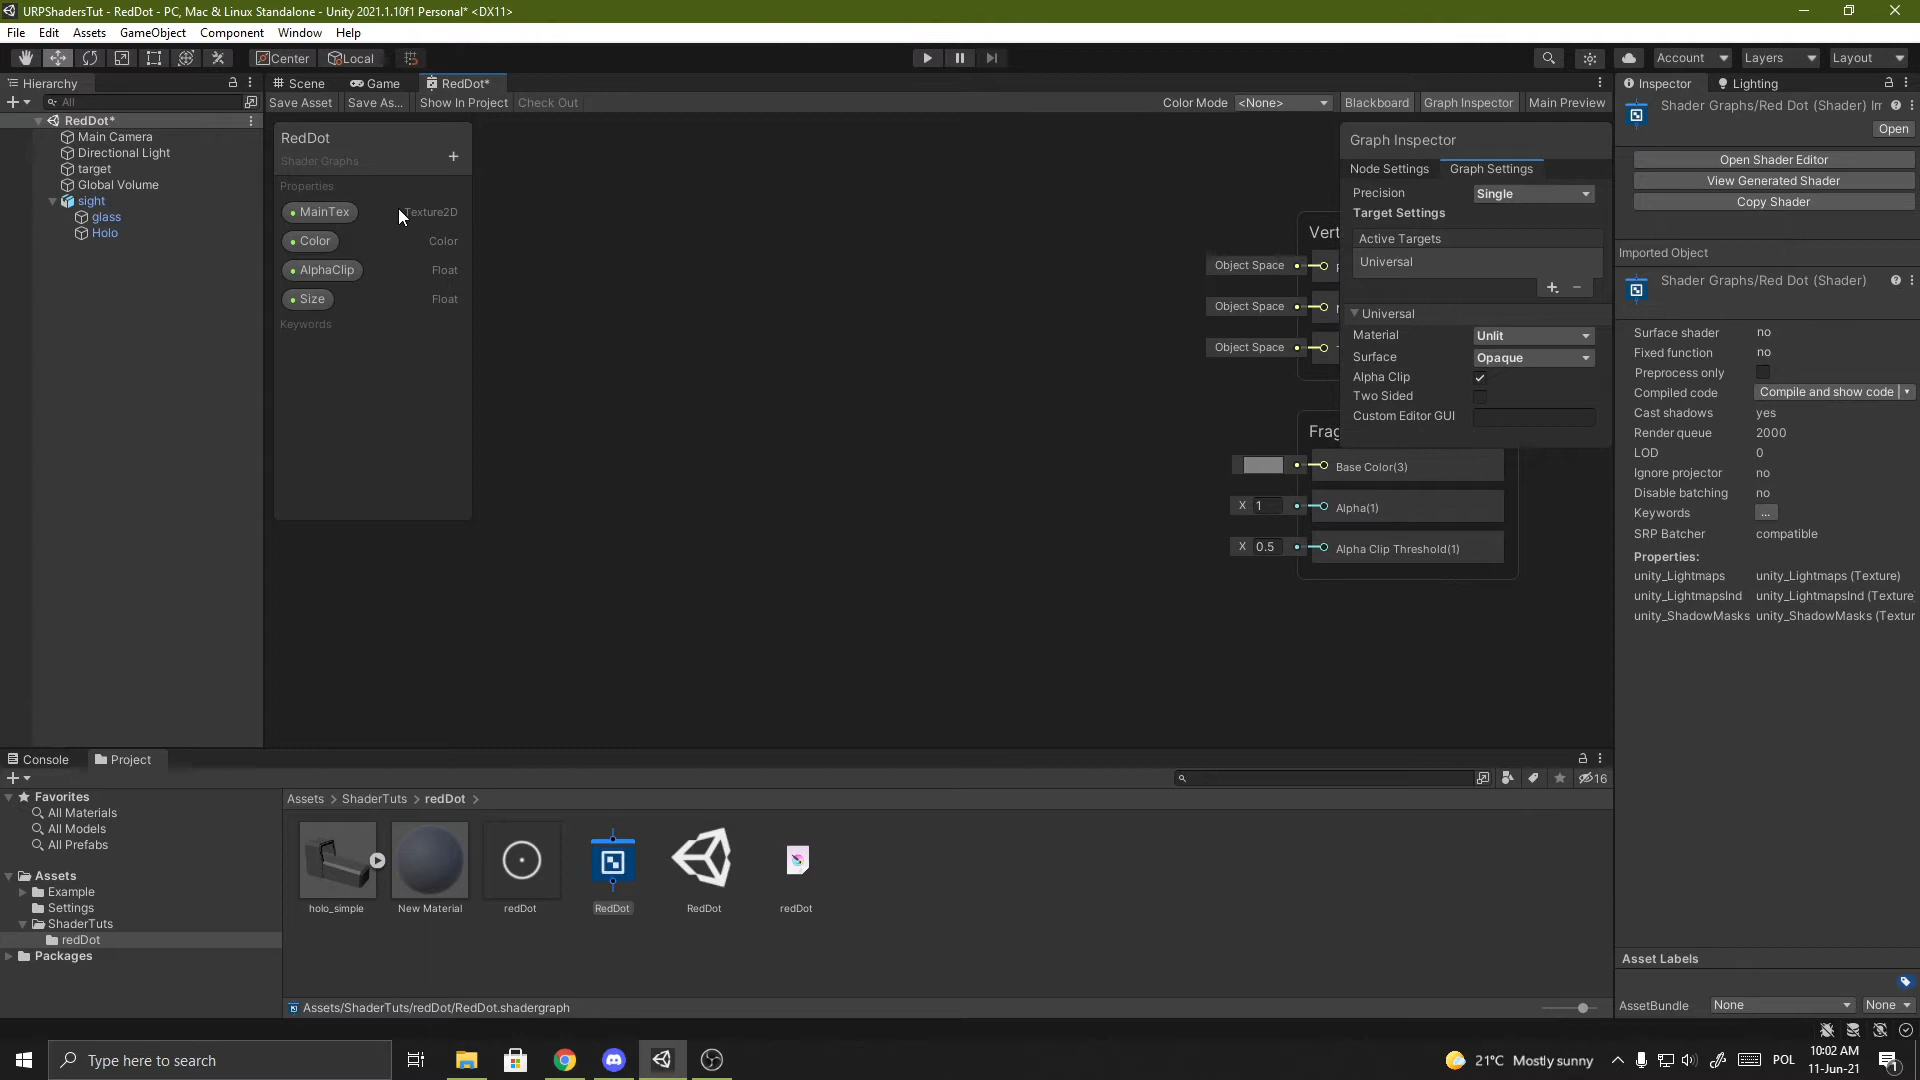 URPShadersTut - RedDot - PC, Mac & Linux Standalone - Unity 2021.1.10f1 Personal* <DX11>
File Edit Assets GameObject Component Window Help
Center Local Account Layers Layout
Hierarchy
All
RedDot*
Main Camera
Directional Light
target
Global Volume
sight
glass
Holo
Scene Game RedDot*
Save Asset Save As... Show In Project Check Out Color Mode <None> Blackboard Graph Inspector Main Preview
RedDot
Shader Graphs
Properties
MainTex Texture2D
Color Color
AlphaClip Float
Size Float
Keywords
Vert
Object Space
Object Space
Object Space
Frag
Base Color(3)
X 1 Alpha(1)
X 0.5 Alpha Clip Threshold(1)
Graph Inspector
Node Settings Graph Settings
Precision Single
Target Settings
Active Targets
Universal
Universal
Material Unlit
Surface Opaque
Alpha Clip
Two Sided
Custom Editor GUI
Inspector Lighting
Shader Graphs/Red Dot (Shader) Im
Open
Open Shader Editor
View Generated Shader
Copy Shader
Imported Object
Shader Graphs/Red Dot (Shader)
Surface shader no
Fixed function no
Preprocess only
Compiled code Compile and show code
Cast shadows yes
Render queue 2000
LOD 0
Ignore projector no
Disable batching no
Keywords ...
SRP Batcher compatible
Properties:
unity_Lightmaps unity_Lightmaps (Texture)
unity_LightmapsInd unity_LightmapsInd (Texture
unity_ShadowMasks unity_ShadowMasks (Textur
Asset Labels
AssetBundle None None
Console Project
16
Favorites
All Materials
All Models
All Prefabs
Assets
Example
Settings
ShaderTuts
redDot
Packages
Assets > ShaderTuts > redDot >
holo_simple New Material redDot RedDot RedDot redDot
Assets/ShaderTuts/redDot/RedDot.shadergraph
Type here to search
21°C Mostly sunny
POL
10:02 AM
11-Jun-21
1